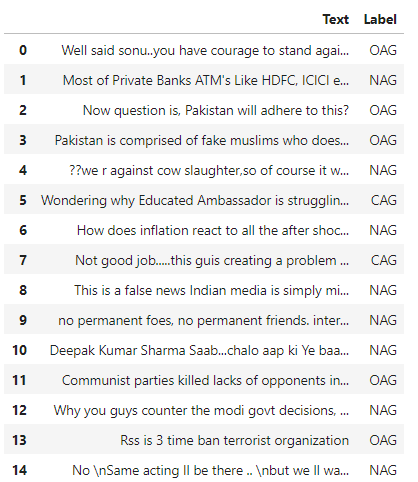 Text Label
0 Well said sonu..you have courage to stand agai... OAG
1 Most of Private Banks ATM's Like HDFC, ICICI e... NAG
2 Now question is, Pakistan will adhere to this? OAG
3 Pakistan is comprised of fake muslims who does... OAG
4 ??we r against cow slaughter,so of course it w... NAG
5 Wondering why Educated Ambassador is strugglin... CAG
6 How does inflation react to all the after shoc... NAG
7 Not good job.....this guis creating a problem ... CAG
8 This is a false news Indian media is simply mi... NAG
9 no permanent foes, no permanent friends. inter... NAG
10 Deepak Kumar Sharma Saab...chalo aap ki Ye baa... NAG
11 Communist parties killed lacks of opponents in... OAG
12 Why you guys counter the modi govt decisions, ... NAG
13 Rss is 3 time ban terrorist organization OAG
14 No \nSame acting ll be there .. \nbut we ll wa... NAG